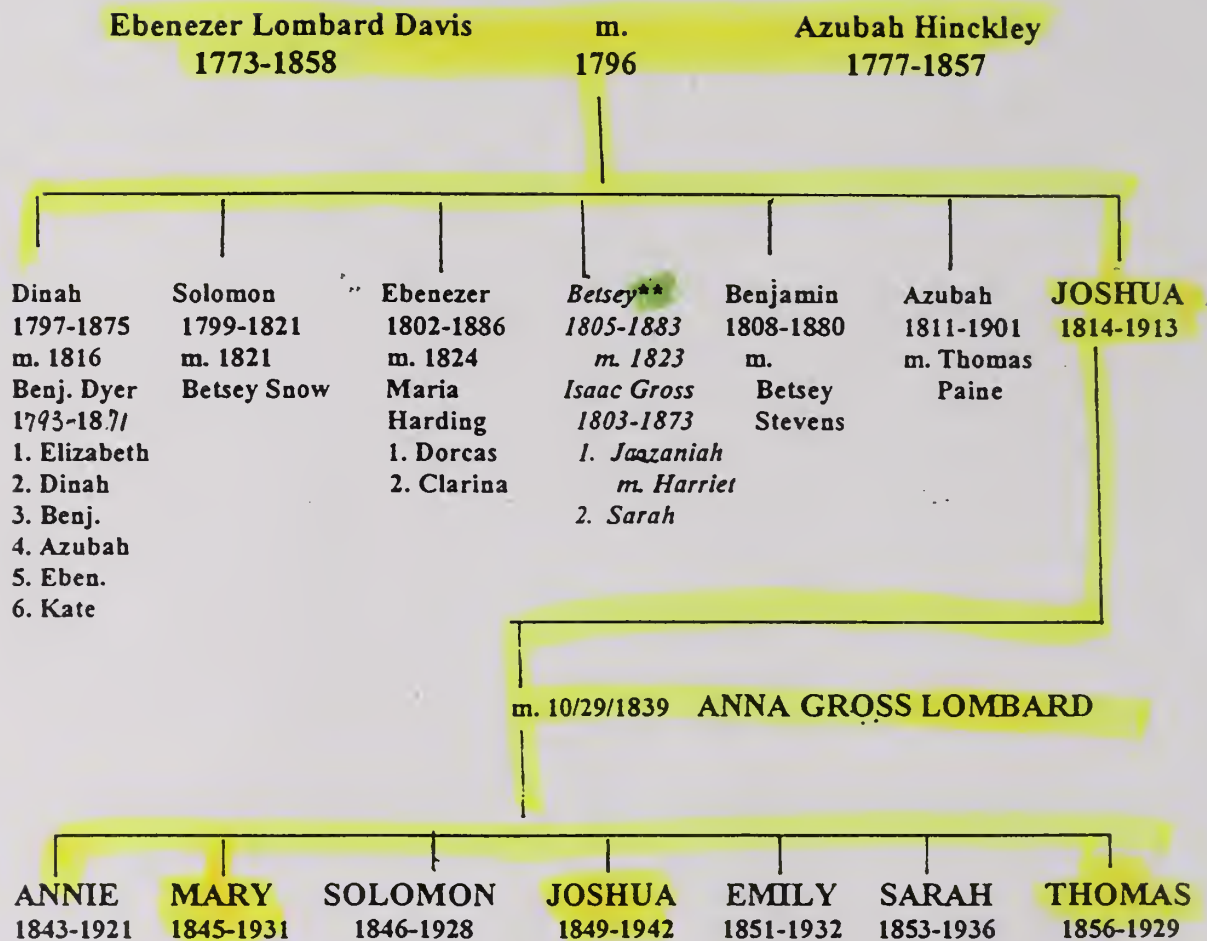 Ebenezer Lombard Davis m. Azubah Hinckley
1773-1858 1796 1777-1857
Dinah
1797-1875
m. 1816
Benj. Dyer
1793-1871
1. Elizabeth
2. Dinah
3. Benj.
4. Azubah
5. Eben.
6. Kate
Solomon
1799-1821
m. 1821
Betsey Snow
Ebenezer
1802-1886
m. 1824
Maria
Harding
1. Dorcas
2. Clarina
Betsey**
1805-1883
m. 1823
Isaac Gross
1803-1873
1. Jaazaniah
m. Harriet
2. Sarah
Benjamin
1808-1880
m.
Betsey
Stevens
Azubah
1811-1901
m. Thomas
Paine
JOSHUA
1814-1913
m. 10/29/1839 ANNA GROSS LOMBARD
ANNIE
1843-1921
MARY
1845-1931
SOLOMON
1846-1928
JOSHUA
1849-1942
EMILY
1851-1932
SARAH
1853-1936
THOMAS
1856-1929